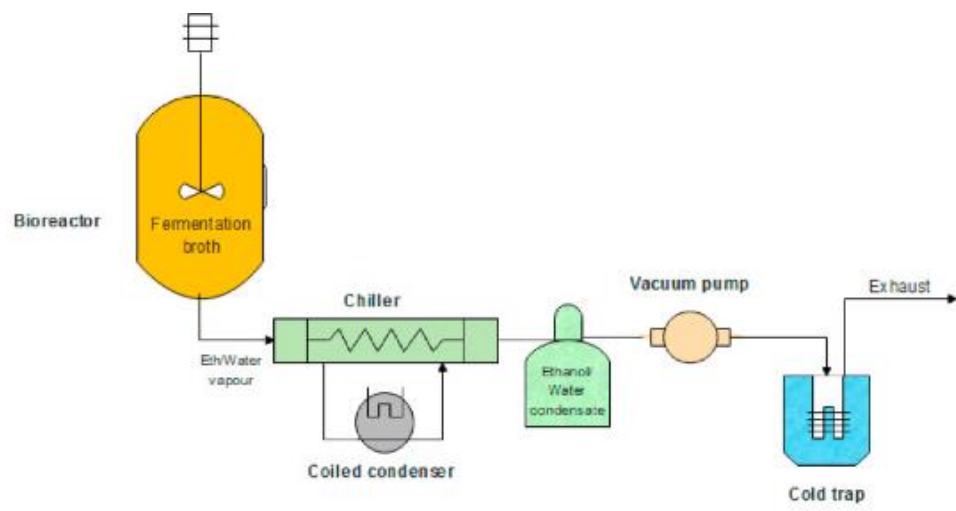 Bioreactor
Fermentation
broth
Eth/Water
vapour
Chiller
Coiled condenser
Ethanol/
Water
condensate
Vacuum pump
Exhaust
Cold trap